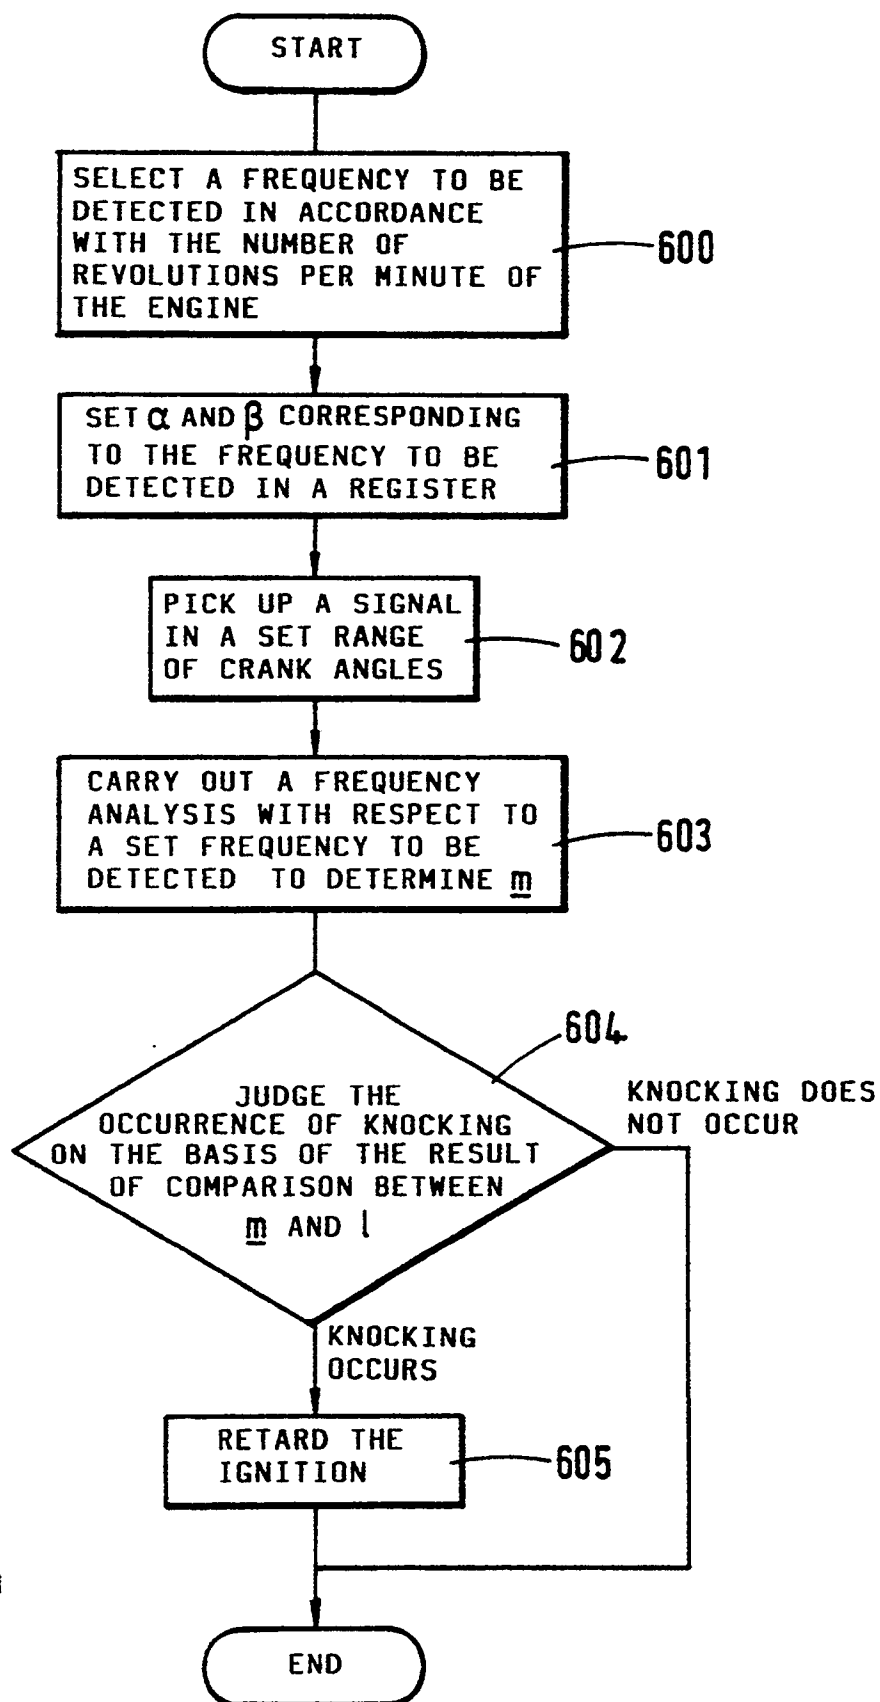 START
SELECT A FREQUENCY TO BE
DETECTED IN ACCORDANCE
WITH THE NUMBER OF
REVOLUTIONS PER MINUTE OF
THE ENGINE
600
SET α AND β CORRESPONDING
TO THE FREQUENCY TO BE
DETECTED IN A REGISTER
601
PICK UP A SIGNAL
IN A SET RANGE
OF CRANK ANGLES
602
CARRY OUT A FREQUENCY
ANALYSIS WITH RESPECT TO
A SET FREQUENCY TO BE
DETECTED TO DETERMINE m
603
604
JUDGE THE
OCCURRENCE OF KNOCKING
ON THE BASIS OF THE RESULT
OF COMPARISON BETWEEN
m AND l
KNOCKING DOES
NOT OCCUR
KNOCKING
OCCURS
RETARD THE
IGNITION
605
END